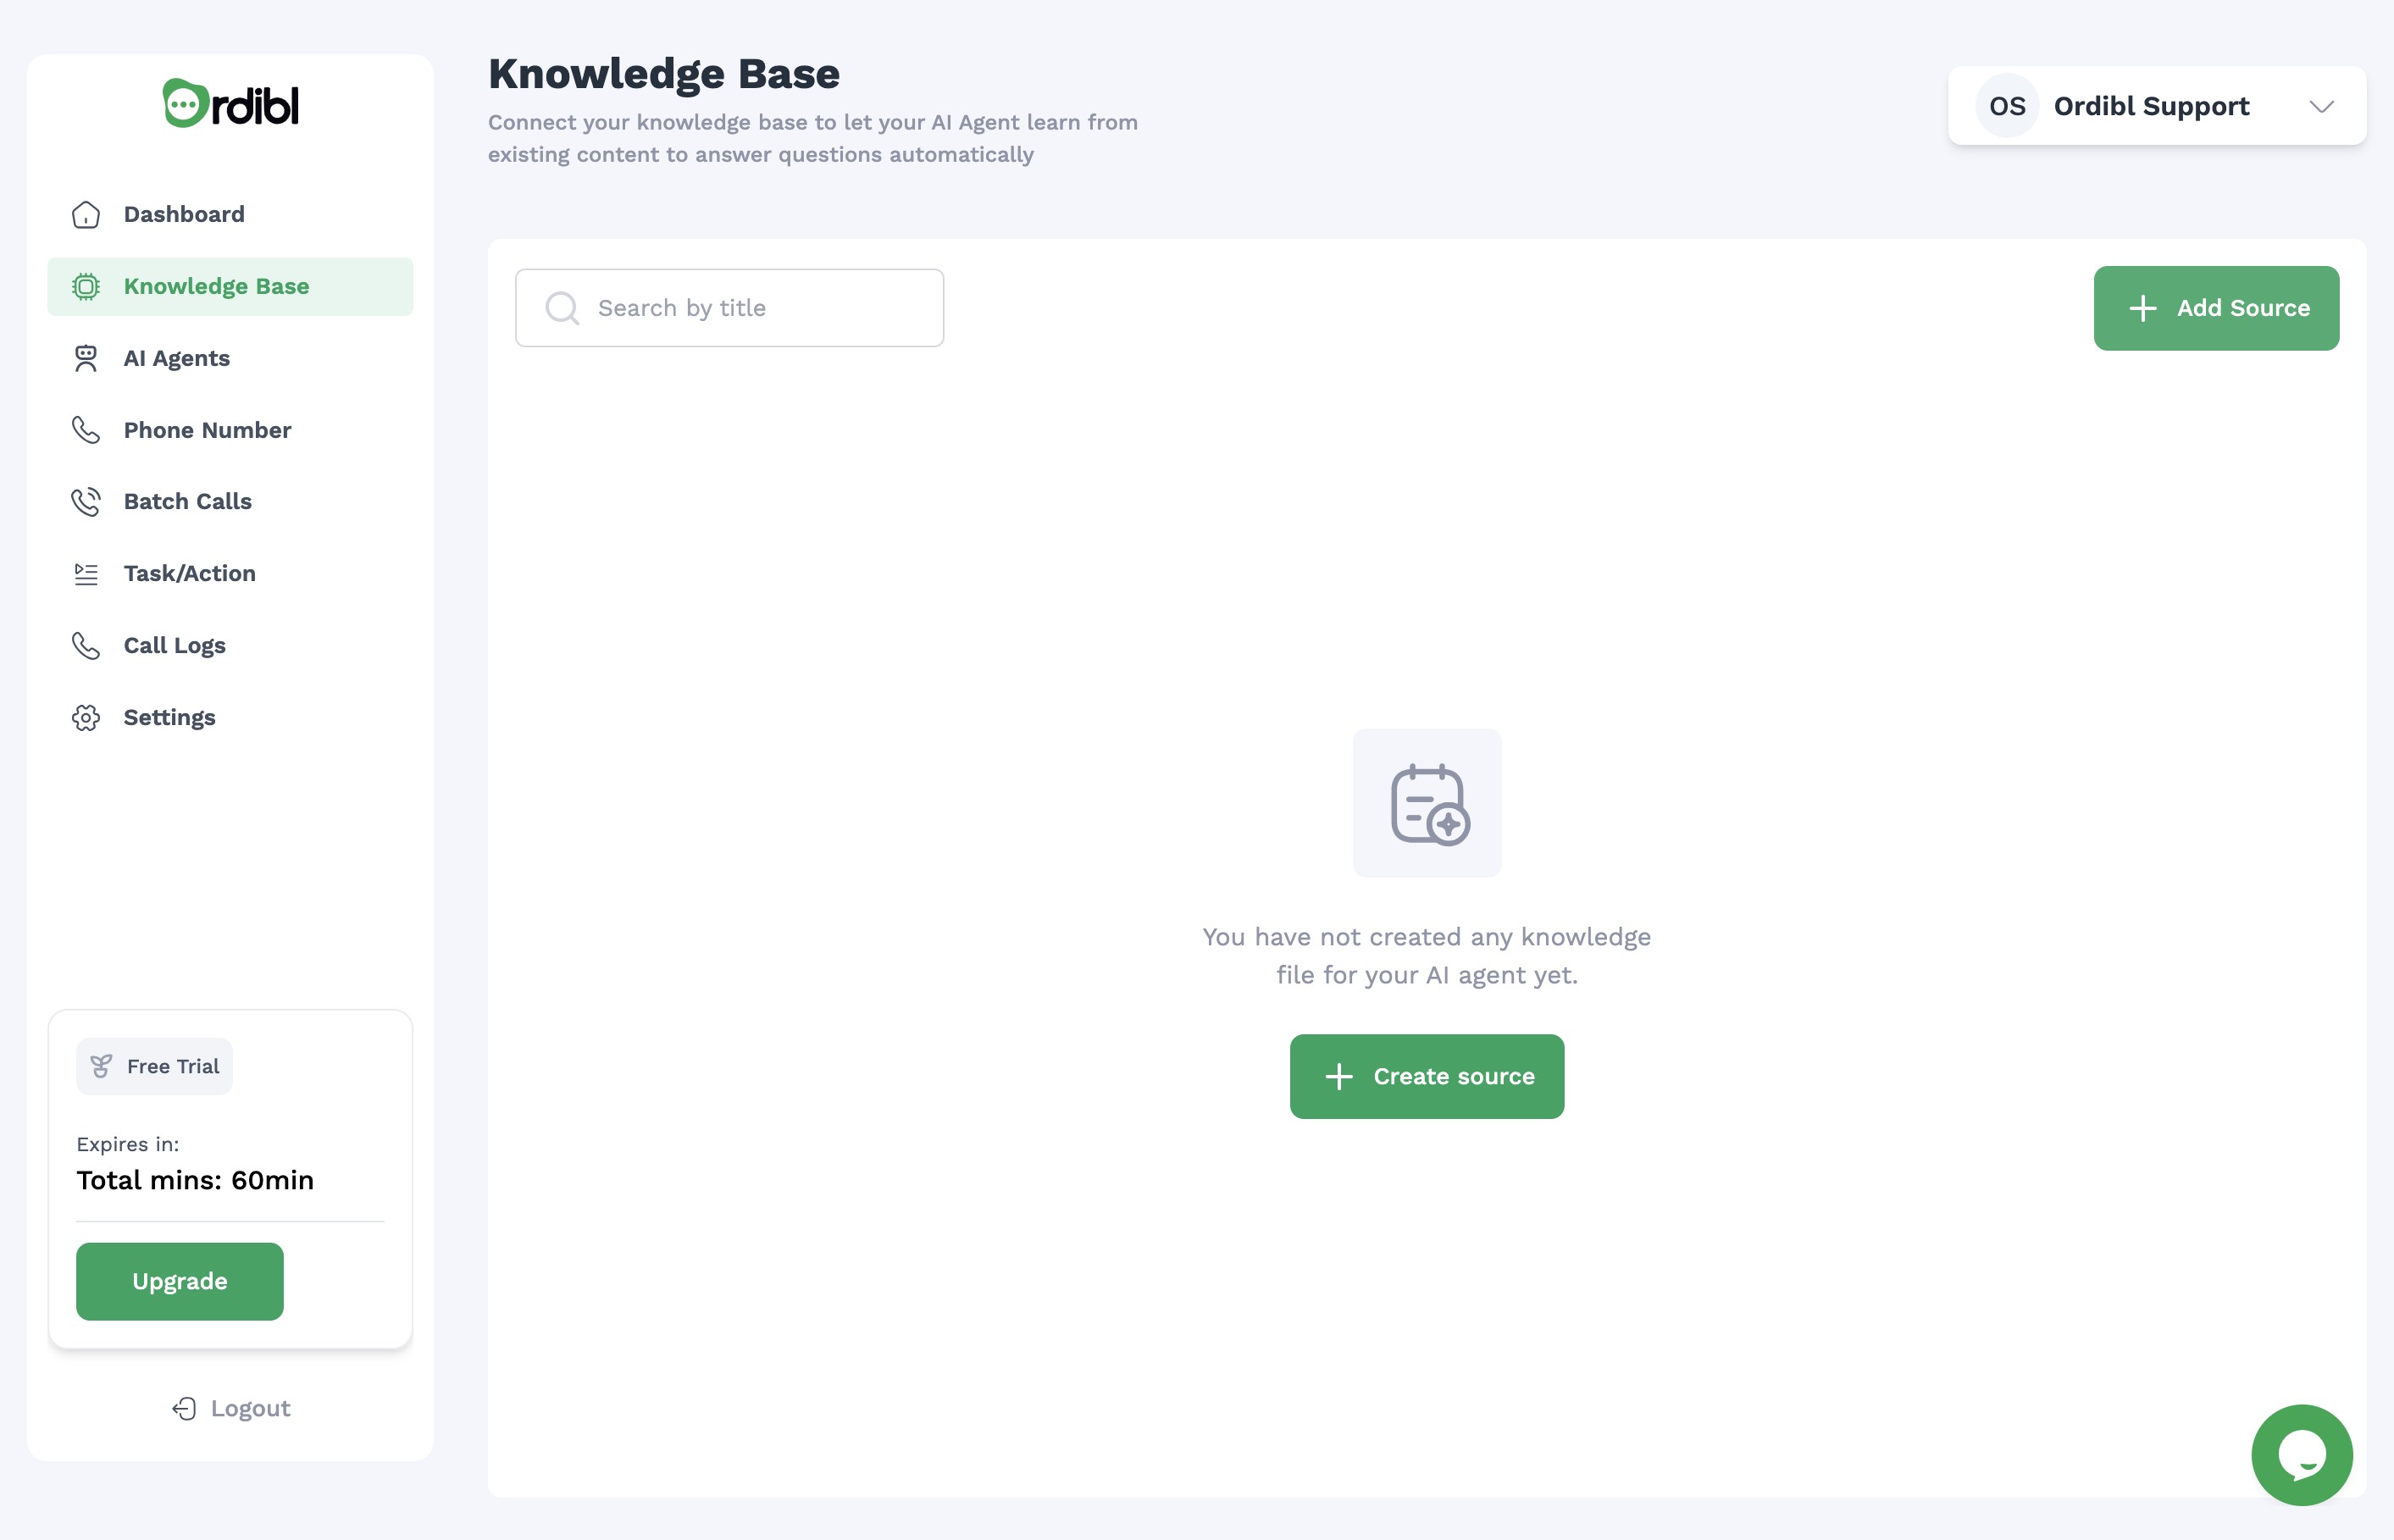 Ordibl
Dashboard
Knowledge Base
AI Agents
Phone Number
Batch Calls
Task/Action
Call Logs
Settings
Free Trial
Expires in:
Total mins: 60min
Upgrade
Logout
Knowledge Base
Connect your knowledge base to let your AI Agent learn from
existing content to answer questions automatically
OS Ordibl Support
Search by title
Add Source
You have not created any knowledge
file for your AI agent yet.
Create source